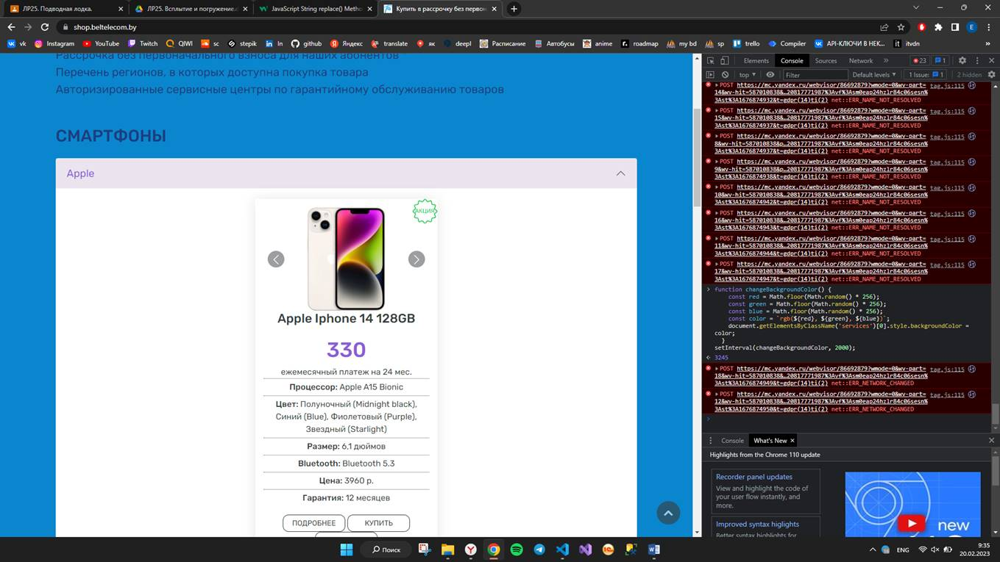 ЛР25. Подводная лодка.
ЛР25. Всплытие и погружение.
JavaScript String replace() Metho
Купить в рассрочку без первон
shop.beltelecom.by
vk Instagram YouTube Twitch QIWI sc stepik In github Яндекс translate як deepl Расписание Автобусы anime roadmap my bd sp trello Compiler API-КЛЮЧИ В НЕК... itvdn »
Рассрочка без первоначального взноса для наших абонентов
Перечень регионов, в которых доступна покупка товара
Авторизированные сервисные центры по гарантийному обслуживанию товаров
СМАРТФОНЫ
Apple
АКЦИЯ
Apple Iphone 14 128GB
330
ежемесячный платеж на 24 мес.
Процессор: Apple A15 Bionic
Цвет: Полуночный (Midnight black),
Синий (Blue), Фиолетовый (Purple),
Звездный (Starlight)
Размер: 6,1 дюймов
Bluetooth: Bluetooth 5.3
Цена: 3960 р.
Гарантия: 12 месяцев
ПОДРОБНЕЕ КУПИТЬ
Elements Console Sources Network » 23 1
top ▾ Filter Default levels ▾ 1 Issue: 1 2 hidden
POST https://mc.yandex.ru/webvisor/86692879?wmode=0&wv-part= tag.js:115
14&wv-hit=587010838&…20817771987%3Avf%3Asm0eap24hzlr84c06sesn%
3Ast%3A1676874932&t=gdpr(14)ti(2) net::ERR_NAME_NOT_RESOLVED
POST https://mc.yandex.ru/webvisor/86692879?wmode=0&wv-part= tag.js:115
15&wv-hit=587010838&…20817771987%3Avf%3Asm0eap24hzlr84c06sesn%
3Ast%3A1676874937&t=gdpr(14)ti(2) net::ERR_NAME_NOT_RESOLVED
POST https://mc.yandex.ru/webvisor/86692879?wmode=0&wv-part= tag.js:115
8&wv-hit=587010838&p…20817771987%3Avf%3Asm0eap24hzlr84c06sesn%
3Ast%3A1676874937&t=gdpr(14)ti(2) net::ERR_NAME_NOT_RESOLVED
POST https://mc.yandex.ru/webvisor/86692879?wmode=0&wv-part= tag.js:115
9&wv-hit=587010838&p…20817771987%3Avf%3Asm0eap24hzlr84c06sesn%
3Ast%3A1676874938&t=gdpr(14)ti(2) net::ERR_NAME_NOT_RESOLVED
POST https://mc.yandex.ru/webvisor/86692879?wmode=0&wv-part= tag.js:115
10&wv-hit=587010838&…20817771987%3Avf%3Asm0eap24hzlr84c06sesn%
3Ast%3A1676874942&t=gdpr(14)ti(2) net::ERR_NAME_NOT_RESOLVED
POST https://mc.yandex.ru/webvisor/86692879?wmode=0&wv-part= tag.js:115
16&wv-hit=587010838&…20817771987%3Avf%3Asm0eap24hzlr84c06sesn%
3Ast%3A1676874943&t=gdpr(14)ti(2) net::ERR_NAME_NOT_RESOLVED
POST https://mc.yandex.ru/webvisor/86692879?wmode=0&wv-part= tag.js:115
11&wv-hit=587010838&…20817771987%3Avf%3Asm0eap24hzlr84c06sesn%
3Ast%3A1676874944&t=gdpr(14)ti(2) net::ERR_NAME_NOT_RESOLVED
POST https://mc.yandex.ru/webvisor/86692879?wmode=0&wv-part= tag.js:115
17&wv-hit=587010838&…20817771987%3Avf%3Asm0eap24hzlr84c06sesn%
3Ast%3A1676874947&t=gdpr(14)ti(2) net::ERR_NAME_NOT_RESOLVED
function changeBackgroundColor() {
const red = Math.floor(Math.random() * 256);
const green = Math.floor(Math.random() * 256);
const blue = Math.floor(Math.random() * 256);
const color = `rgb(${red}, ${green}, ${blue})`;
document.getElementsByClassName('services')[0].style.backgroundColor =
color;
}
setInterval(changeBackgroundColor, 2000);
3245
POST https://mc.yandex.ru/webvisor/86692879?wmode=0&wv-part= tag.js:115
18&wv-hit=587010838&…20817771987%3Avf%3Asm0eap24hzlr84c06sesn%
3Ast%3A1676874949&t=gdpr(14)ti(2) net::ERR_NETWORK_CHANGED
POST https://mc.yandex.ru/webvisor/86692879?wmode=0&wv-part= tag.js:115
12&wv-hit=587010838&…20817771987%3Avf%3Asm0eap24hzlr84c06sesn%
3Ast%3A1676874950&t=gdpr(14)ti(2) net::ERR_NETWORK_CHANGED
Console What's New
Highlights from the Chrome 110 update
Recorder panel updates
View and highlight the code of
your user flow instantly, and
more.
Improved syntax higlights
Better syntax highlights for
new
Поиск
ENG 9:35
20.02.2023